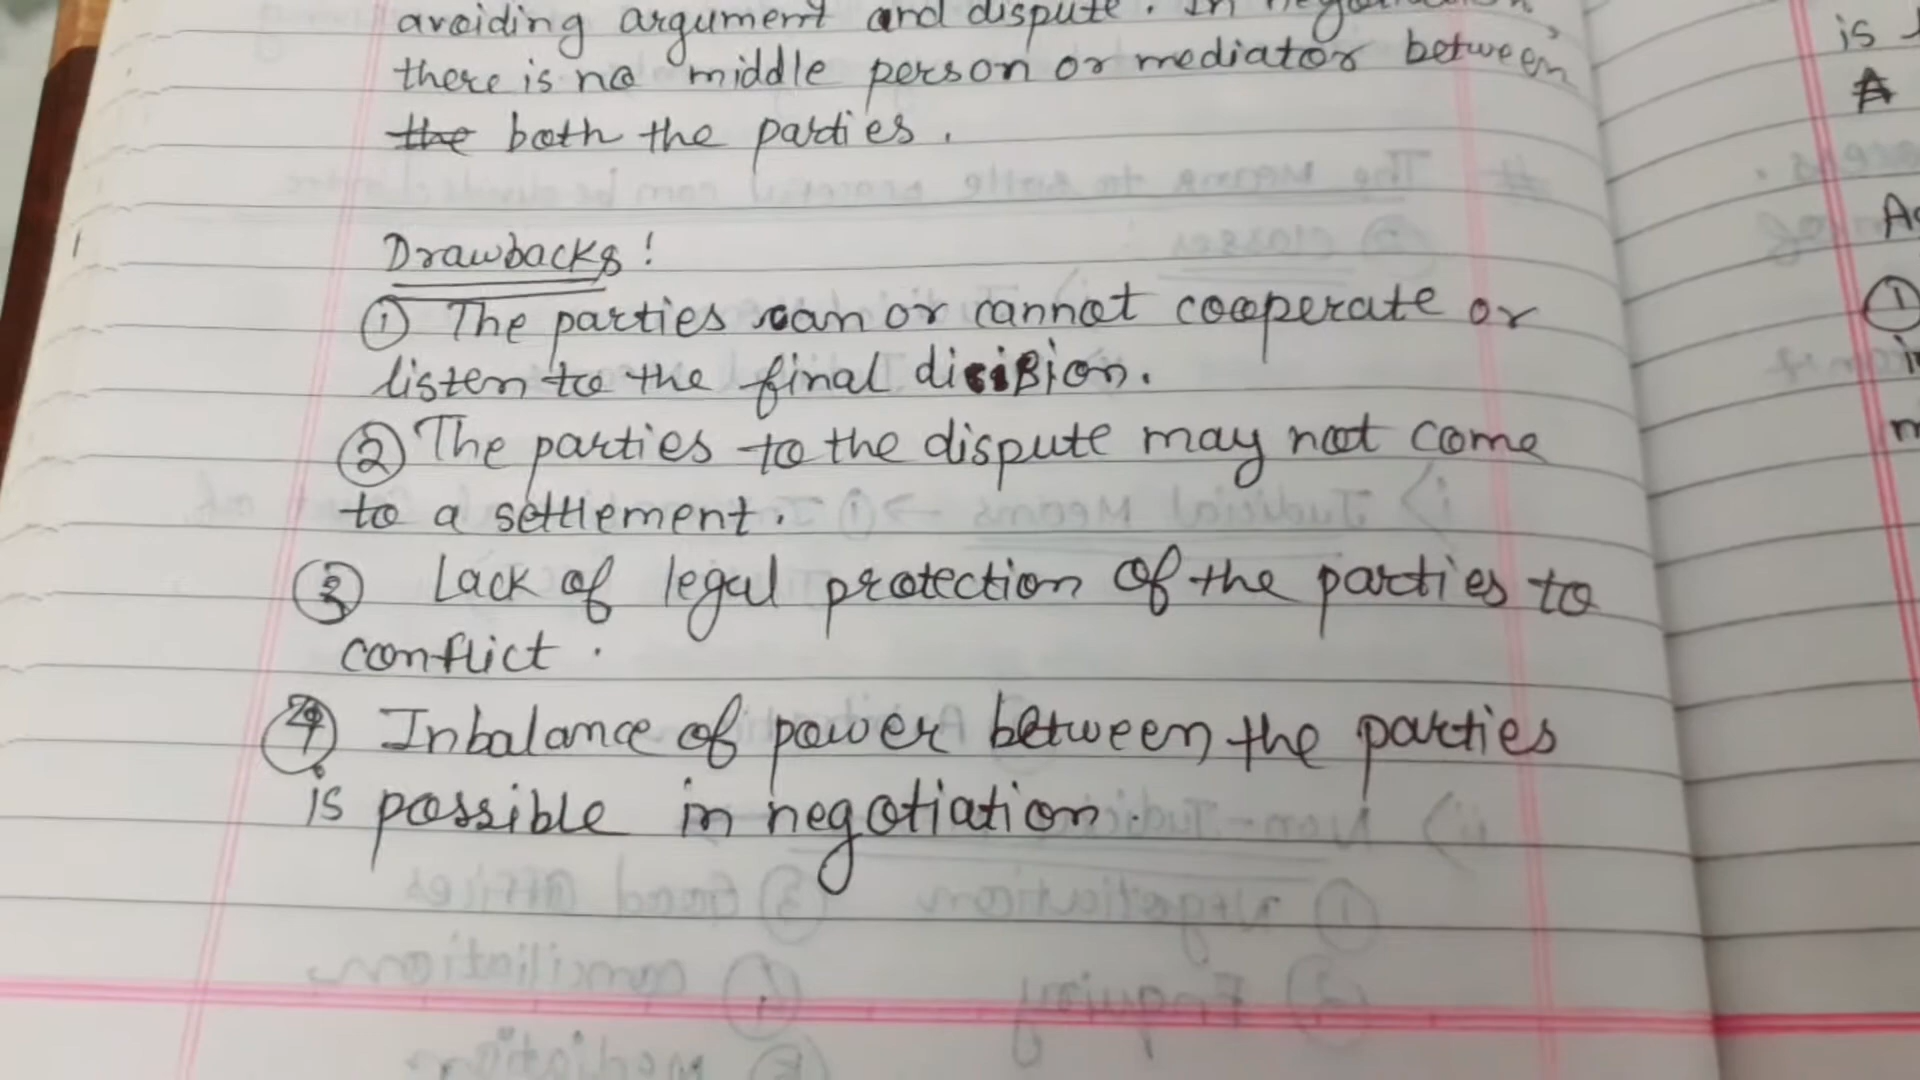 avoiding argument and dispute. In negotiation,
there is no middle person or mediator between
the both the parties.
Drawbacks!
① The parties can or cannot cooperate or
listen to the final dicision.
② The parties to the dispute may not come
to a settlement.
③ Lack of legal protection of the parties to
conflict.
④ Inbalance of power between the parties
is possible in negotiation.
is
A
①